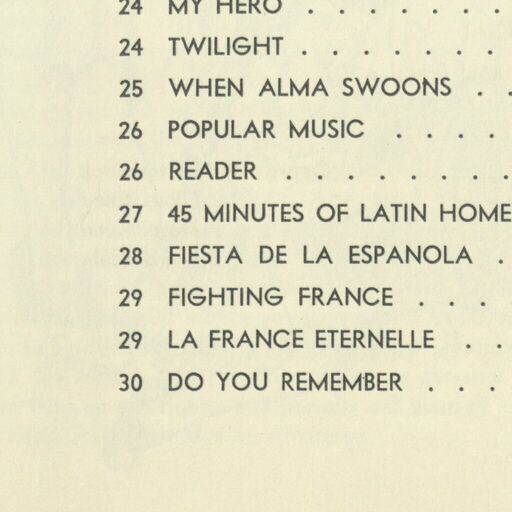 24 MY HERO . . . . . . .
24 TWILIGHT . . . . . . .
25 WHEN ALMA SWOONS . .
26 POPULAR MUSIC . . . .
26 READER . . . . . . . .
27 45 MINUTES OF LATIN HOME
28 FIESTA DE LA ESPANOLA .
29 FIGHTING FRANCE . . . .
29 LA FRANCE ETERNELLE . .
30 DO YOU REMEMBER . . .